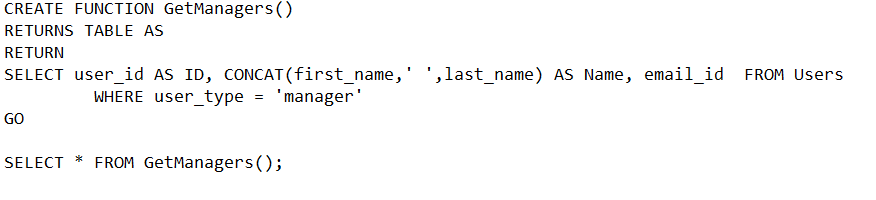 CREATE FUNCTION GetManagers()
RETURNS TABLE AS
RETURN
SELECT user_id AS ID, CONCAT(first_name,' ',last_name) AS Name, email_id  FROM Users
         WHERE user_type = 'manager'
GO

SELECT * FROM GetManagers();